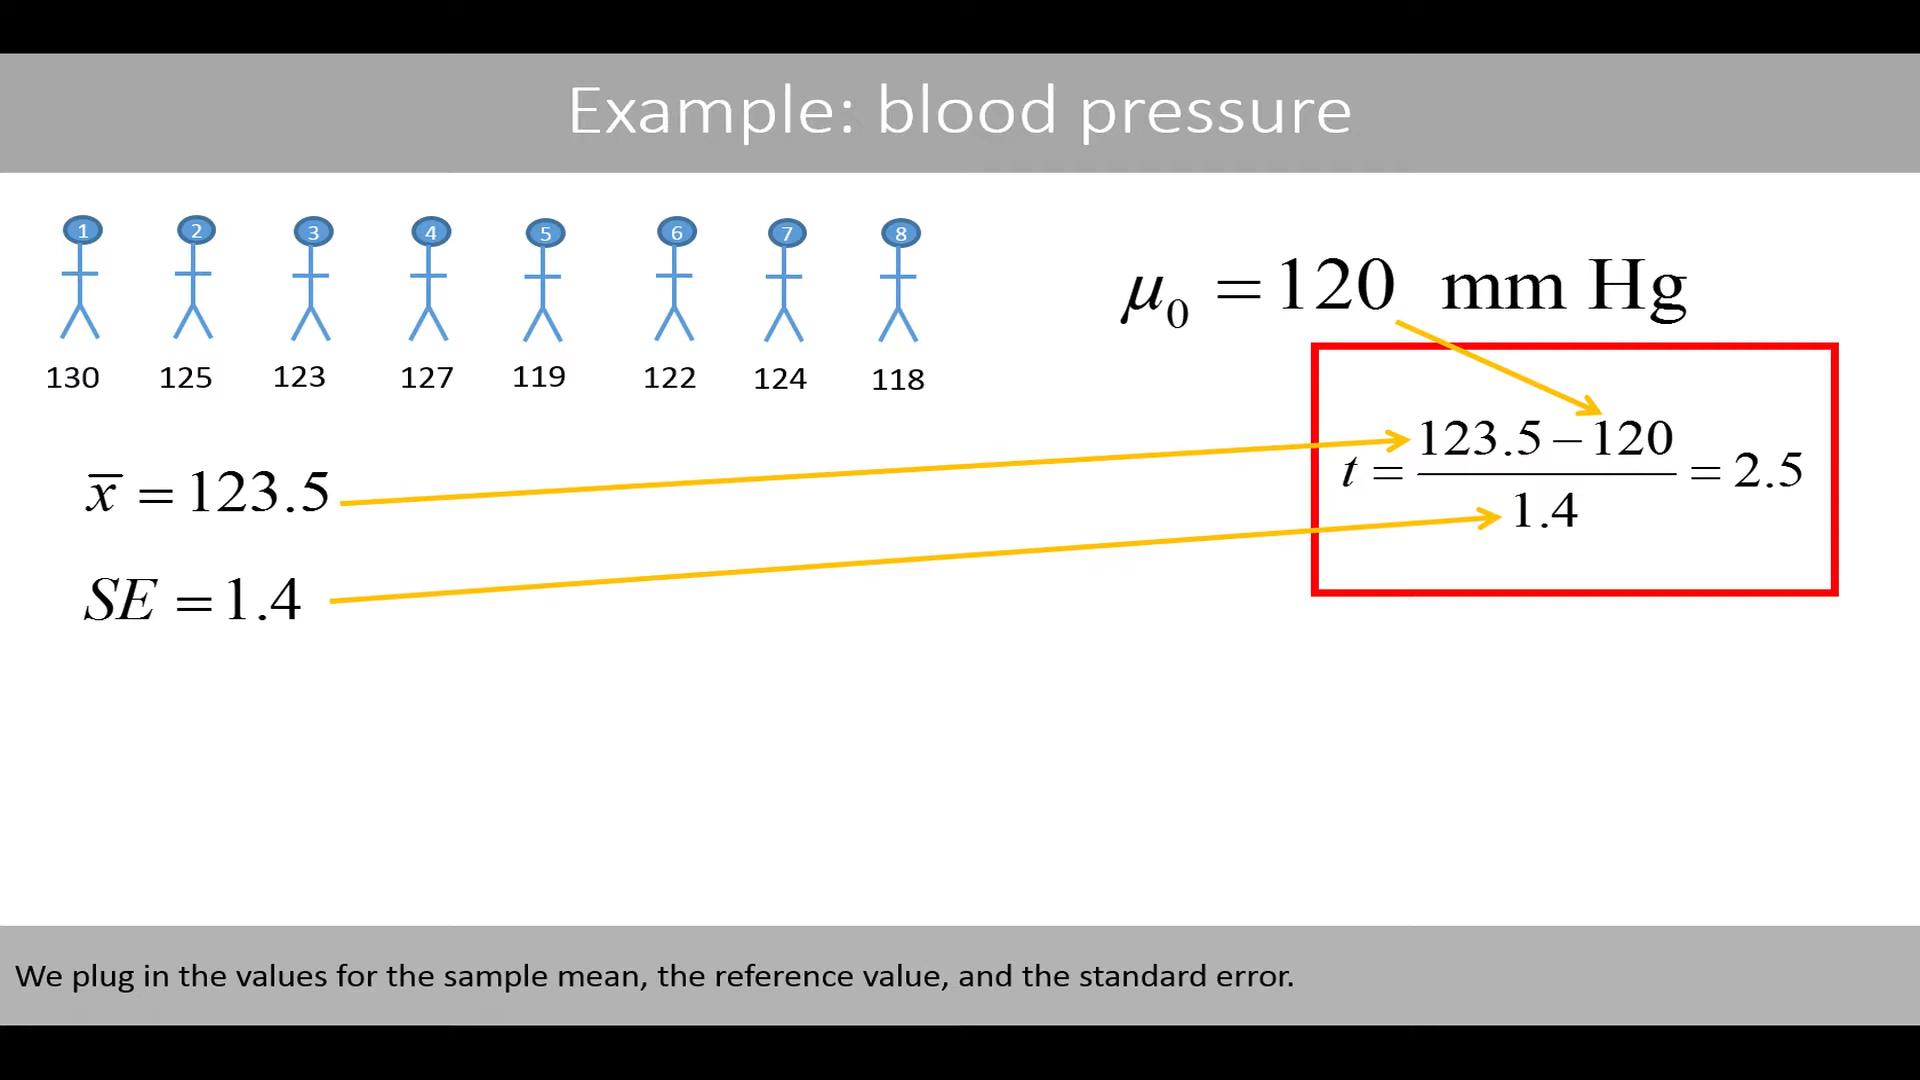 Example: blood pressure
1 2 3 4 5 6 7 8
130 125 123 127 119 122 124 118
μ₀ = 120 mm Hg
x̅ = 123.5
SE = 1.4
t = (123.5 − 120) / 1.4 = 2.5
We plug in the values for the sample mean, the reference value, and the standard error.